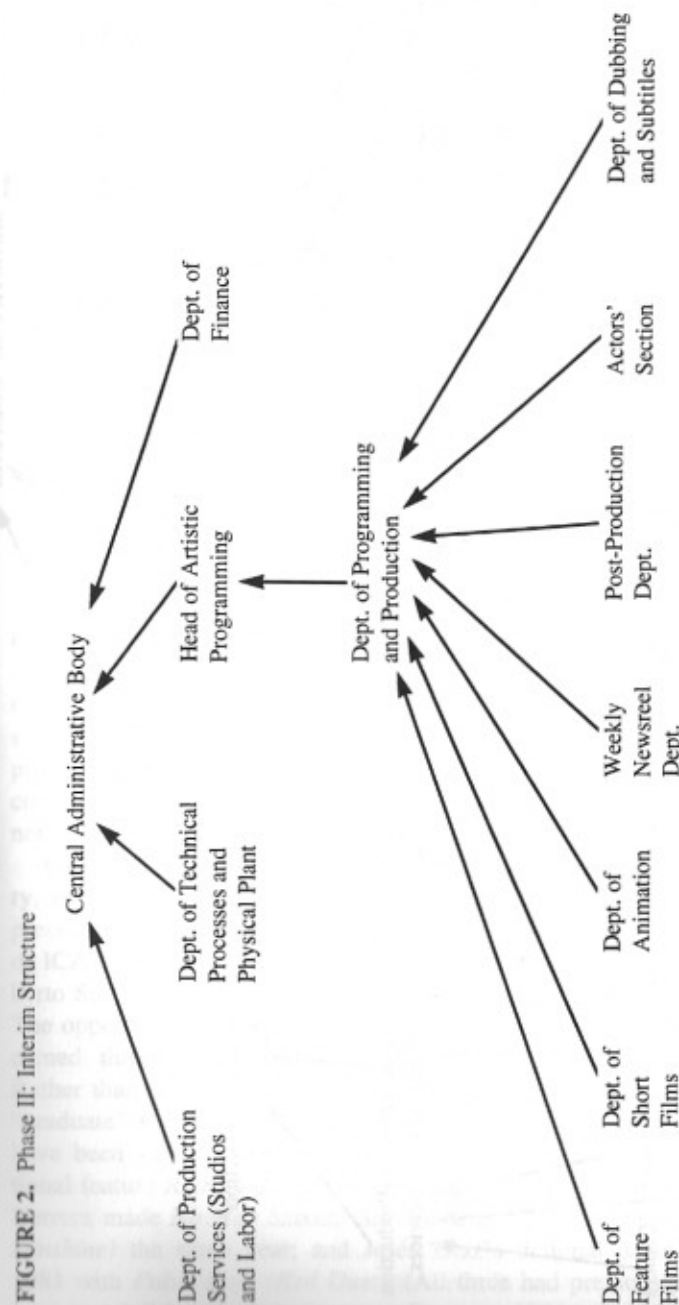 FIGURE 2. Phase II: Interim Structure
Central Administrative Body
Dept. of Production
Services (Studios
and Labor)
Dept. of Technical
Processes and
Physical Plant
Head of Artistic
Programming
Dept. of
Finance
Dept. of Programming
and Production
Dept. of
Feature
Films
Dept. of
Short
Films
Dept. of
Animation
Weekly
Newsreel
Dept.
Post-Production
Dept.
Actors'
Section
Dept. of Dubbing
and Subtitles